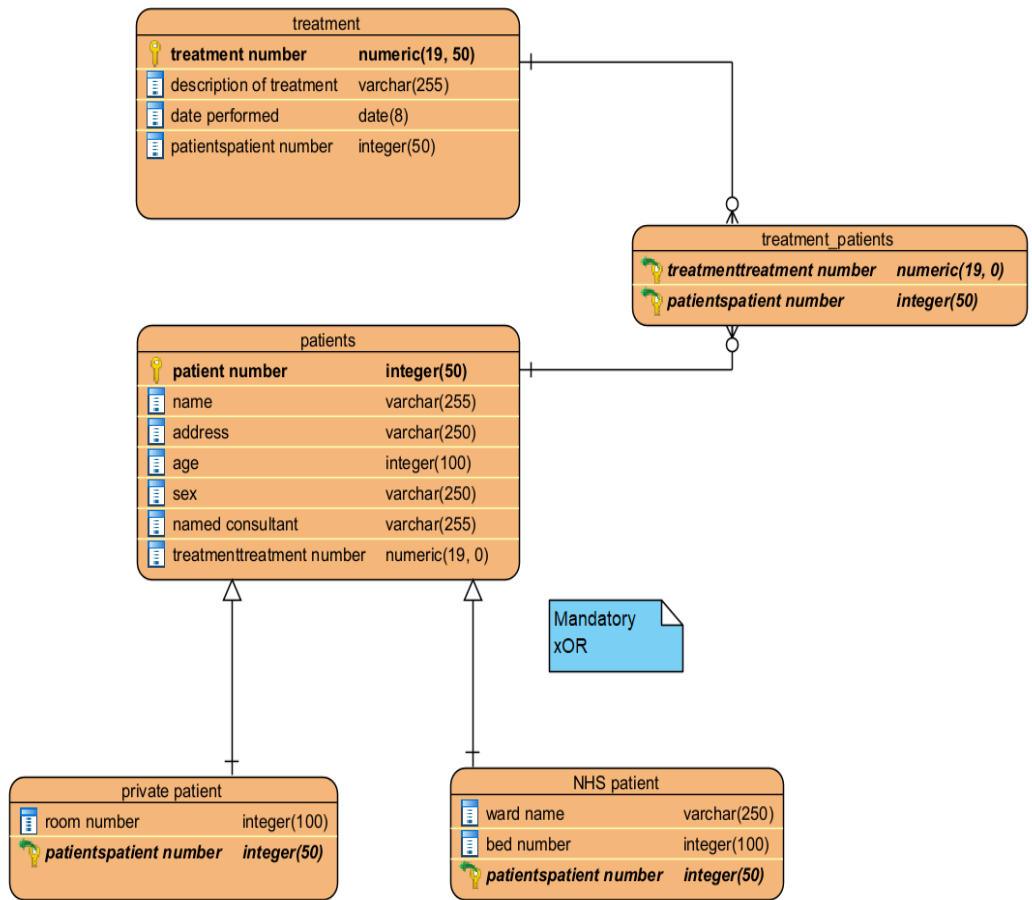 treatment
treatment number numeric(19, 50)
description of treatment varchar(255)
date performed date(8)
patientspatient number integer(50)
treatment_patients
treatmenttreatment number numeric(19, 0)
patientspatient number integer(50)
patients
patient number integer(50)
name varchar(255)
address varchar(250)
age integer(100)
sex varchar(250)
named consultant varchar(255)
treatmenttreatment number numeric(19, 0)
Mandatory
xOR
private patient
room number integer(100)
patientspatient number integer(50)
NHS patient
ward name varchar(250)
bed number integer(100)
patientspatient number integer(50)